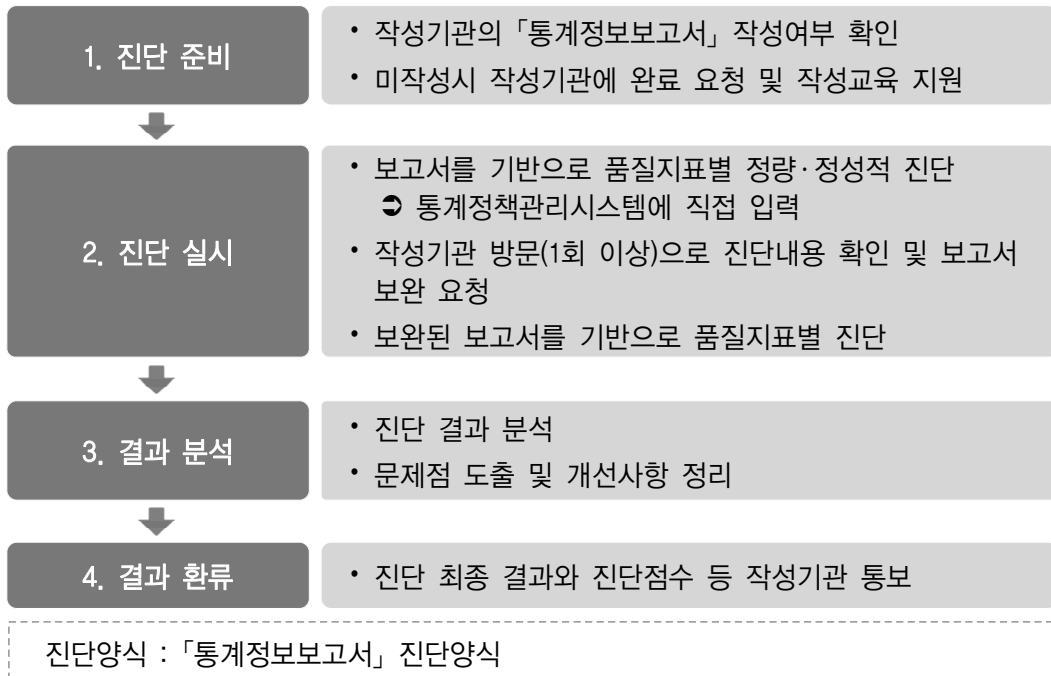 1. 진단 준비
• 작성기관의「통계정보보고서」작성여부 확인
• 미작성시 작성기관에 완료 요청 및 작성교육 지원
2. 진단 실시
• 보고서를 기반으로 품질지표별 정량·정성적 진단
➲ 통계정책관리시스템에 직접 입력
• 작성기관 방문(1회 이상)으로 진단내용 확인 및 보고서
보완 요청
• 보완된 보고서를 기반으로 품질지표별 진단
3. 결과 분석
• 진단 결과 분석
• 문제점 도출 및 개선사항 정리
4. 결과 환류
• 진단 최종 결과와 진단점수 등 작성기관 통보
진단양식 :「통계정보보고서」진단양식